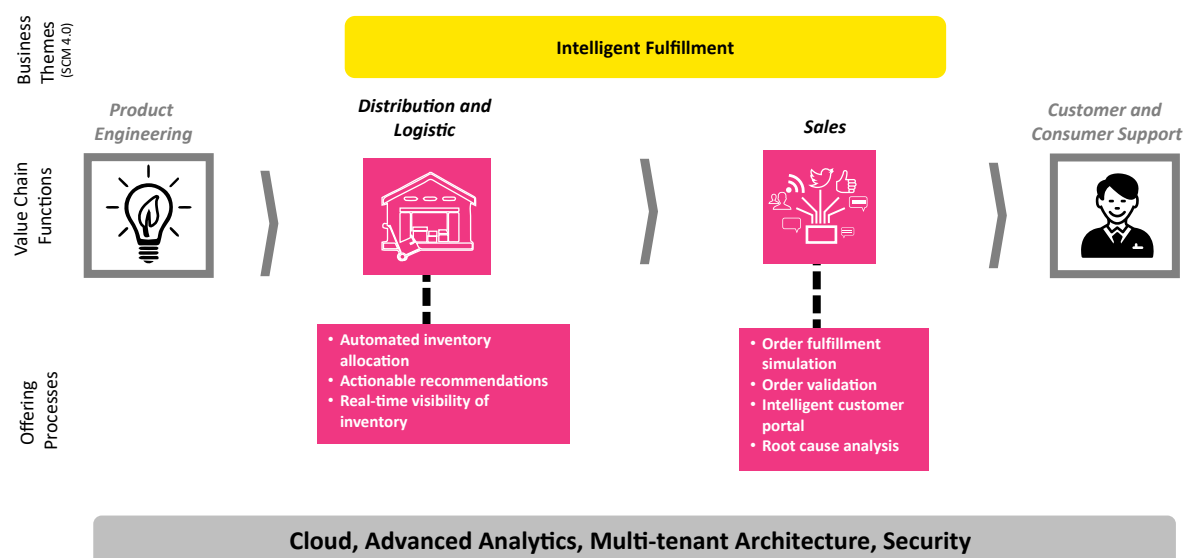 Business
Themes
(SCM 4.0)
Intelligent Fulfillment
Value Chain
Functions
Product
Engineering
Distribution and
Logistic
Sales
Customer and
Consumer Support
Offering
Processes
• Automated inventory
allocation
• Actionable recommendations
• Real-time visibility of
inventory
• Order fulfillment
simulation
• Order validation
• Intelligent customer
portal
• Root cause analysis
Cloud, Advanced Analytics, Multi-tenant Architecture, Security